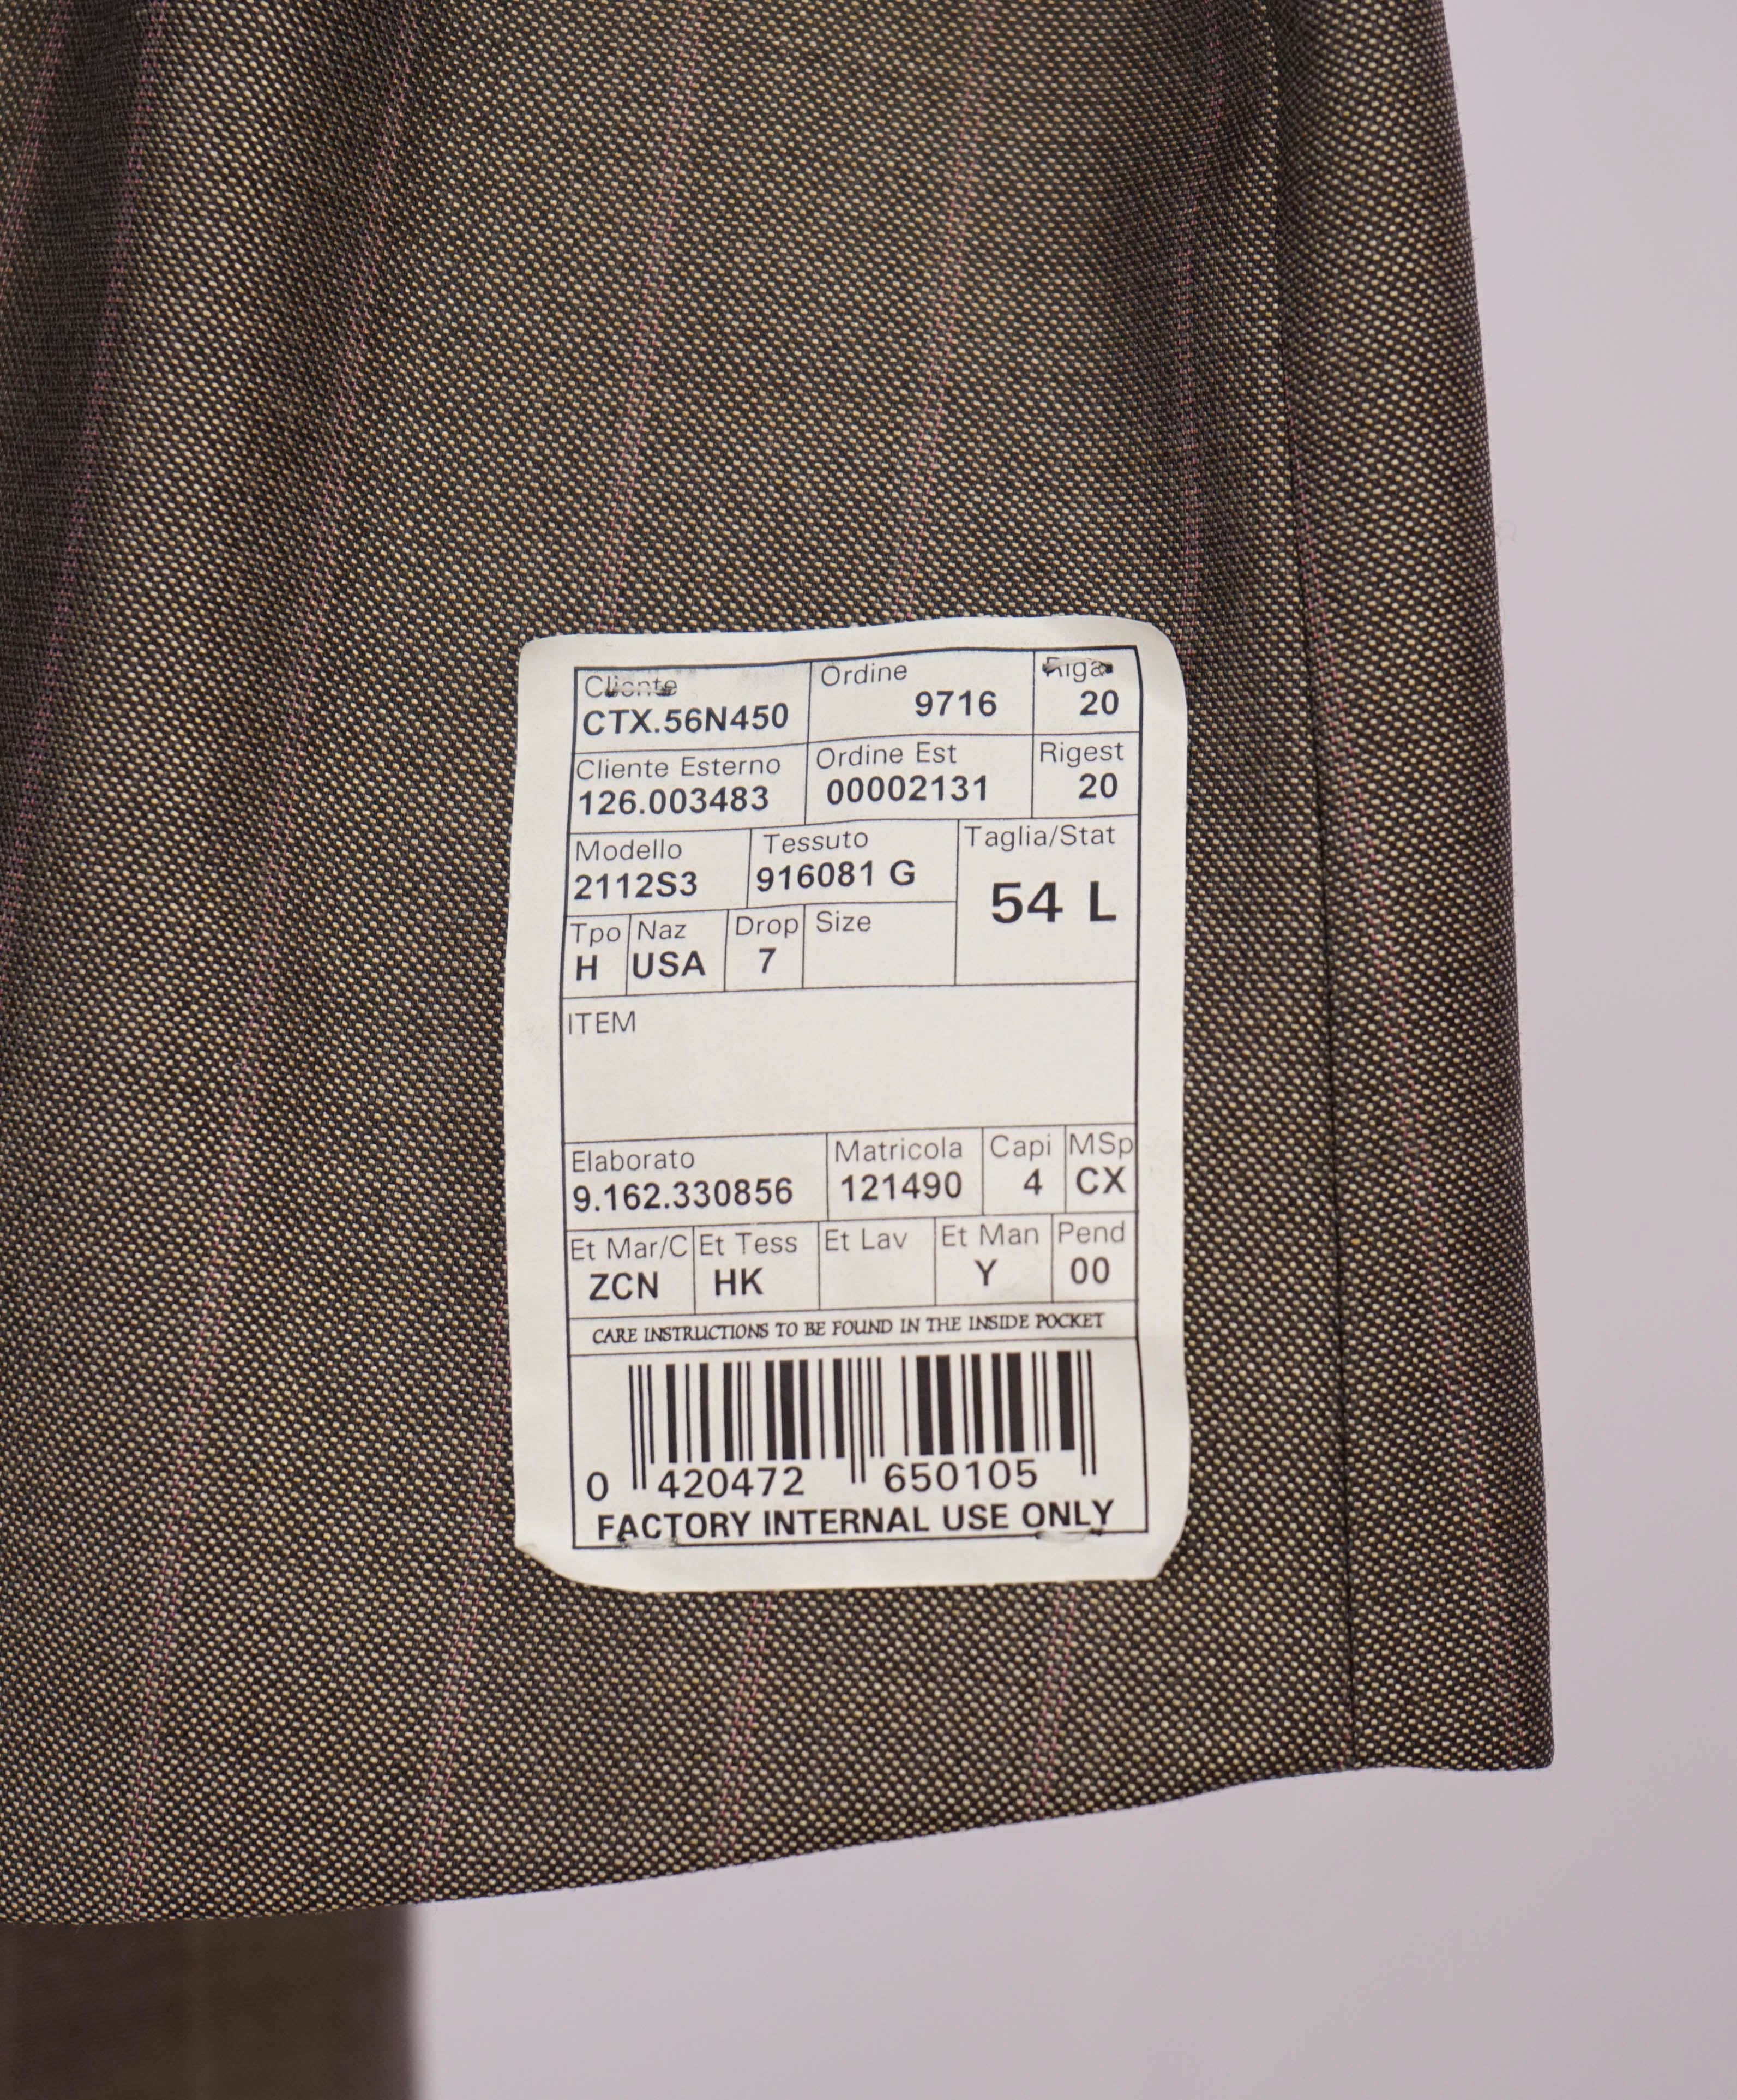 Cliente Ordine Riga
CTX.56N450 9716 20
Cliente Esterno Ordine Est Rigest
126.003483 00002131 20
Modello Tessuto Taglia/Stat
2112S3 916081 G 54 L
Tpo Naz Drop Size
H USA 7
ITEM
Elaborato Matricola Capi MSp
9.162.330856 121490 4 CX
Et Mar/C Et Tess Et Lav Et Man Pend
ZCN HK Y 00
CARE INSTRUCTIONS TO BE FOUND IN THE INSIDE POCKET
0 420472 650105
FACTORY INTERNAL USE ONLY